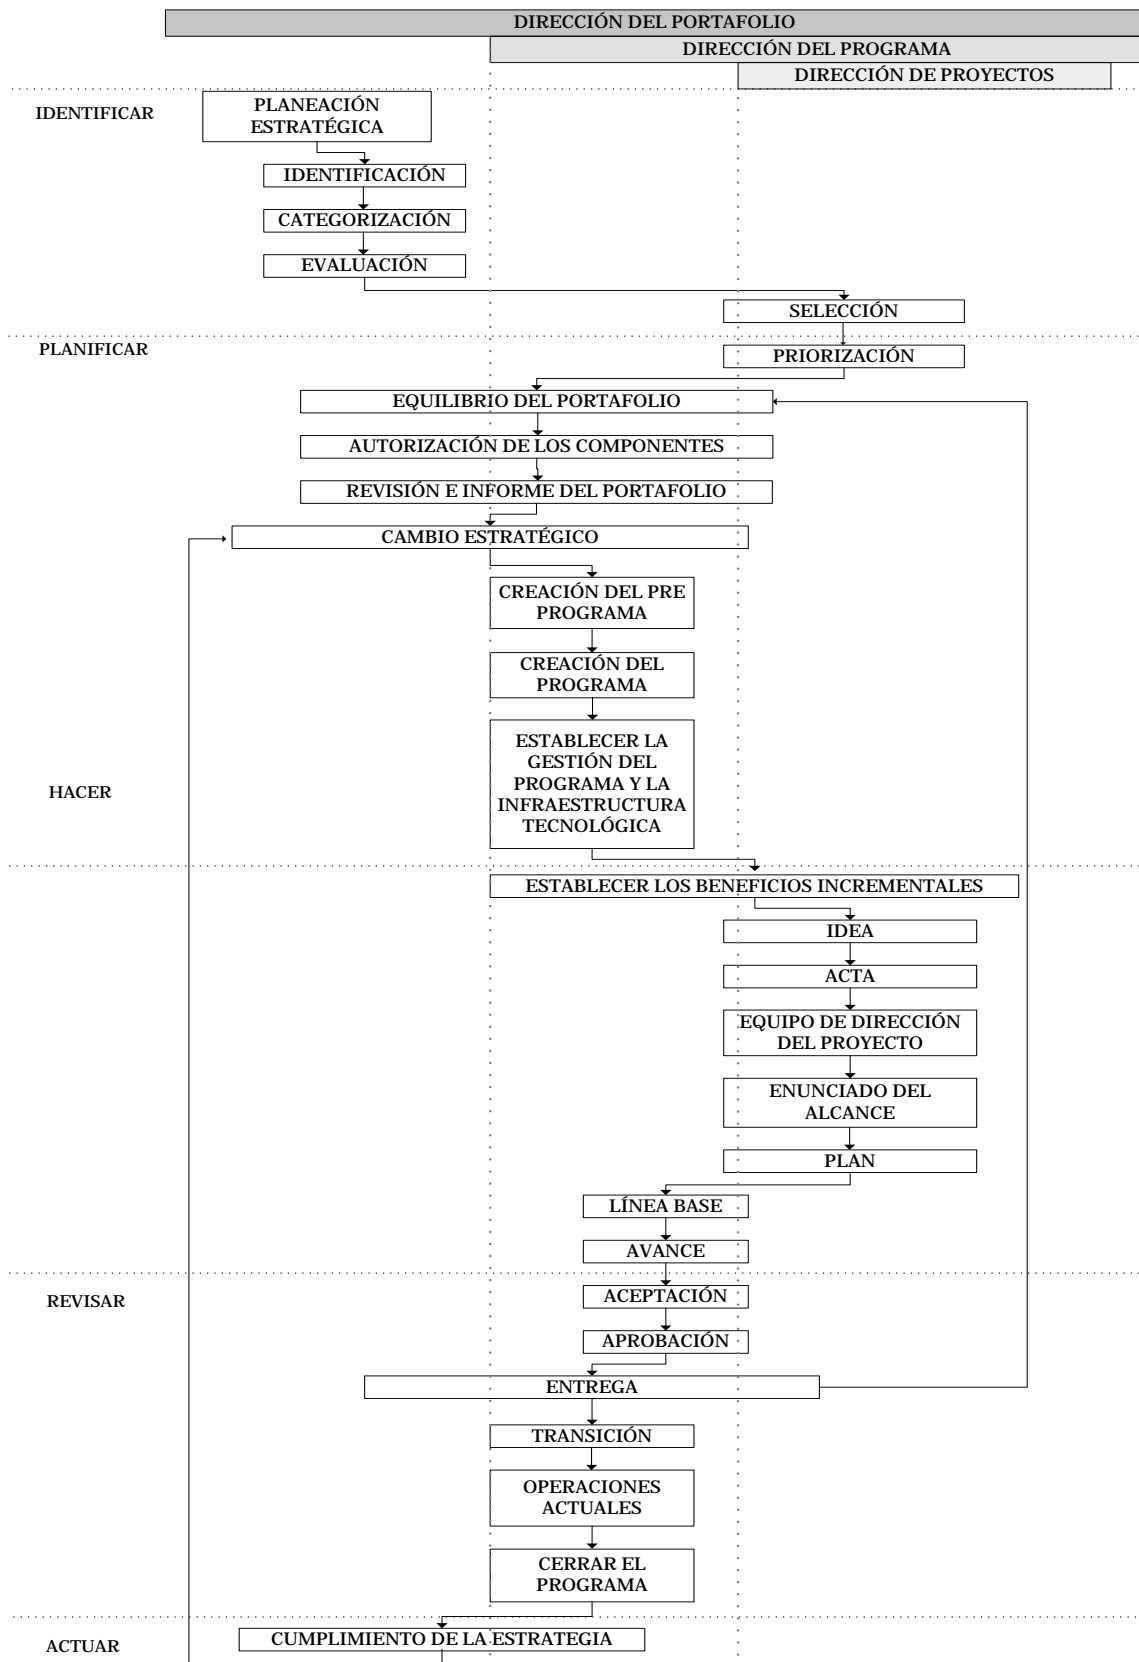 DIRECCIÓN DEL PORTAFOLIO
DIRECCIÓN DEL PROGRAMA
DIRECCIÓN DE PROYECTOS
IDENTIFICAR
PLANEACIÓN
ESTRATÉGICA
IDENTIFICACIÓN
CATEGORIZACIÓN
EVALUACIÓN
SELECCIÓN
PLANIFICAR
PRIORIZACIÓN
EQUILIBRIO DEL PORTAFOLIO
AUTORIZACIÓN DE LOS COMPONENTES
REVISIÓN E INFORME DEL PORTAFOLIO
CAMBIO ESTRATÉGICO
CREACIÓN DEL PRE
PROGRAMA
CREACIÓN DEL
PROGRAMA
ESTABLECER LA
GESTIÓN DEL
PROGRAMA Y LA
INFRAESTRUCTURA
TECNOLÓGICA
HACER
ESTABLECER LOS BENEFICIOS INCREMENTALES
IDEA
ACTA
EQUIPO DE DIRECCIÓN
DEL PROYECTO
ENUNCIADO DEL
ALCANCE
PLAN
LÍNEA BASE
AVANCE
REVISAR
ACEPTACIÓN
APROBACIÓN
ENTREGA
TRANSICIÓN
OPERACIONES
ACTUALES
CERRAR EL
PROGRAMA
ACTUAR
CUMPLIMIENTO DE LA ESTRATEGIA